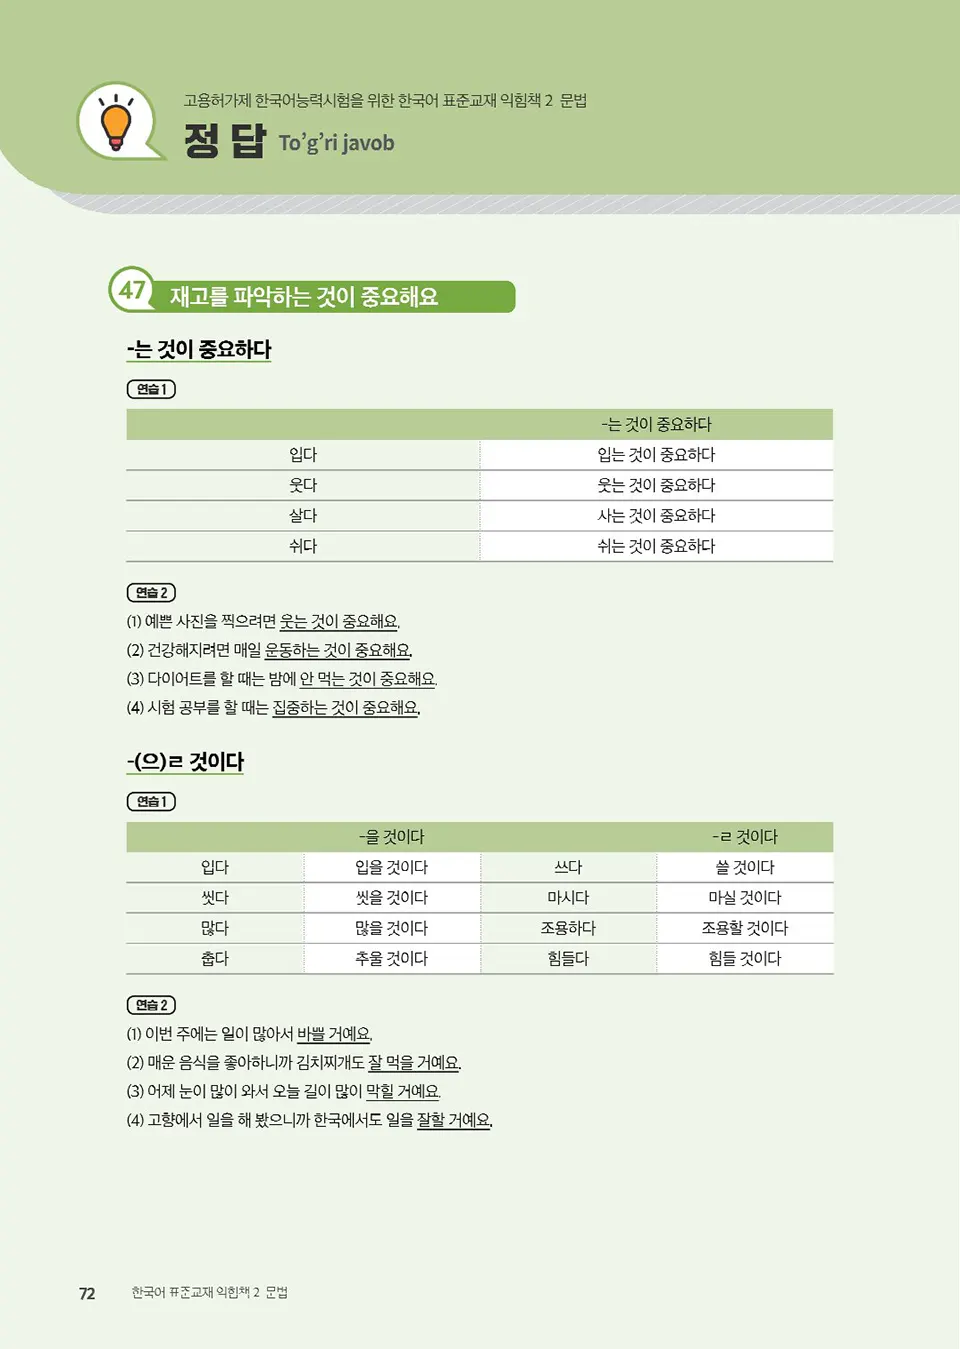 고용허가제 한국어능력시험을 위한 한국어 표준교재 익힘책 2 문법
정 답 To'g'ri javob
47 재고를 파악하는 것이 중요해요
-는 것이 중요하다
연습 1
-는 것이 중요하다
입다 입는 것이 중요하다
웃다 웃는 것이 중요하다
살다 사는 것이 중요하다
쉬다 쉬는 것이 중요하다
연습 2
(1) 예쁜 사진을 찍으려면 웃는 것이 중요해요.
(2) 건강해지려면 매일 운동하는 것이 중요해요.
(3) 다이어트를 할 때는 밤에 안 먹는 것이 중요해요.
(4) 시험 공부를 할 때는 집중하는 것이 중요해요.
-(으)ㄹ 것이다
연습 1
-을 것이다 -ㄹ 것이다
입다 입을 것이다 쓰다 쓸 것이다
씻다 씻을 것이다 마시다 마실 것이다
많다 많을 것이다 조용하다 조용할 것이다
춥다 추울 것이다 힘들다 힘들 것이다
연습 2
(1) 이번 주에는 일이 많아서 바쁠 거예요.
(2) 매운 음식을 좋아하니까 김치찌개도 잘 먹을 거예요.
(3) 어제 눈이 많이 와서 오늘 길이 많이 막힐 거예요.
(4) 고향에서 일을 해 봤으니까 한국에서도 일을 잘할 거예요.
72 한국어 표준교재 익힘책 2 문법